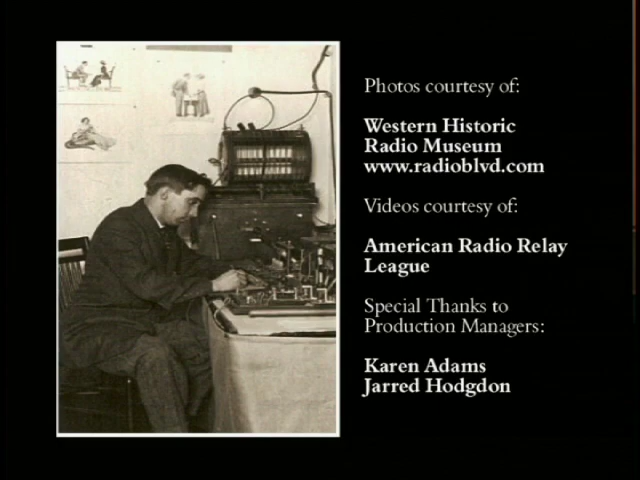 Photos courtesy of:
Western Historic
Radio Museum
www.radioblvd.com
Videos courtesy of:
American Radio Relay
League
Special Thanks to
Production Managers:
Karen Adams
Jarred Hodgdon